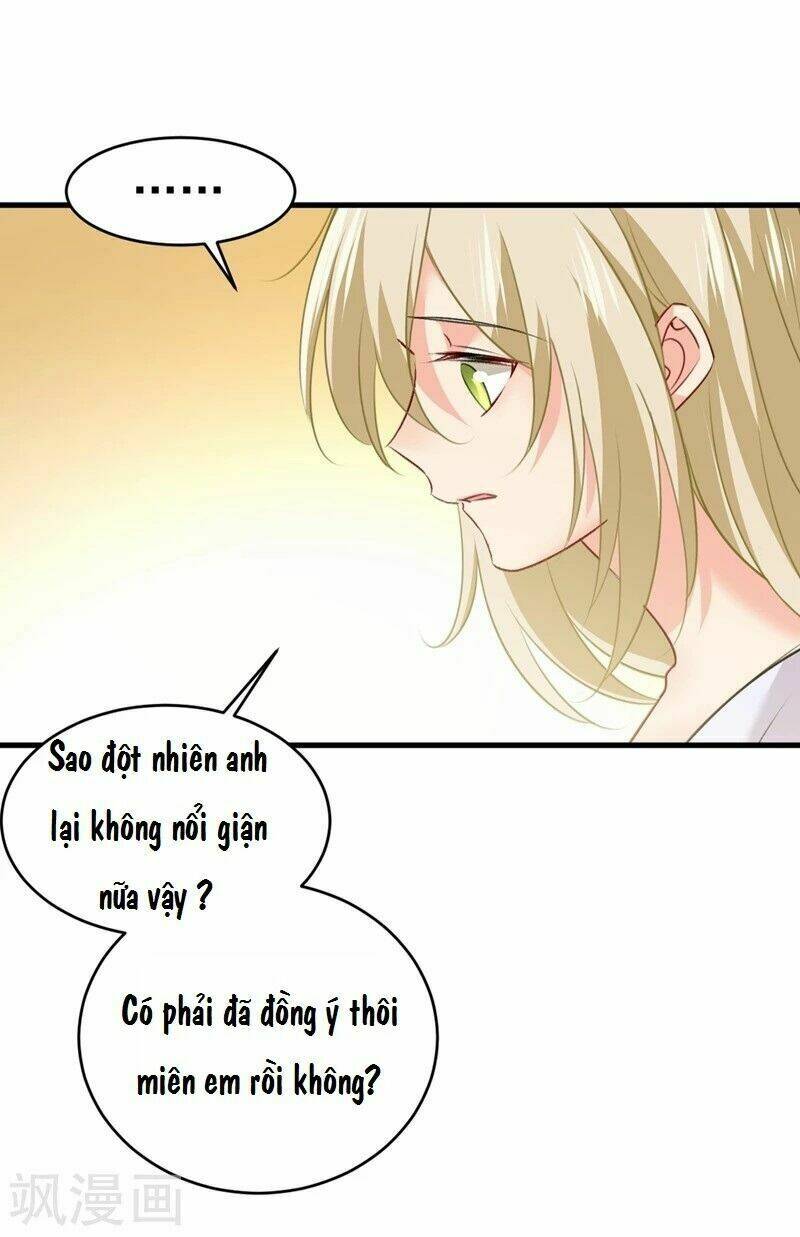 ......
Sao đột nhiên anh
lại không nổi giận
nữa vậy ?
Có phải đã đồng ý thôi
miên em rồi không?
飒漫画